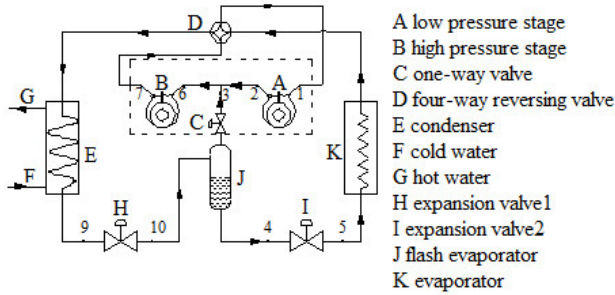 D
B
A
7
6
3
2
1
G
C
E
K
F
J
H
I
9
10
4
5
A low pressure stage
B high pressure stage
C one-way valve
D four-way reversing valve
E condenser
F cold water
G hot water
H expansion valve1
I expansion valve2
J flash evaporator
K evaporator